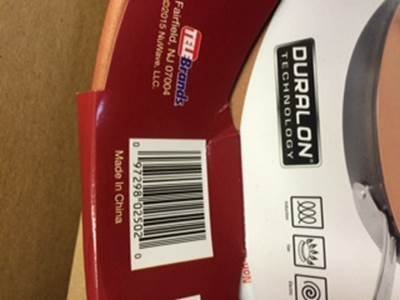 TELEBrands
Fairfield, NJ 07004
©2015 NuWave, LLC.
DURALON®
TECHNOLOGY
0 97298 02502 0
Made In China